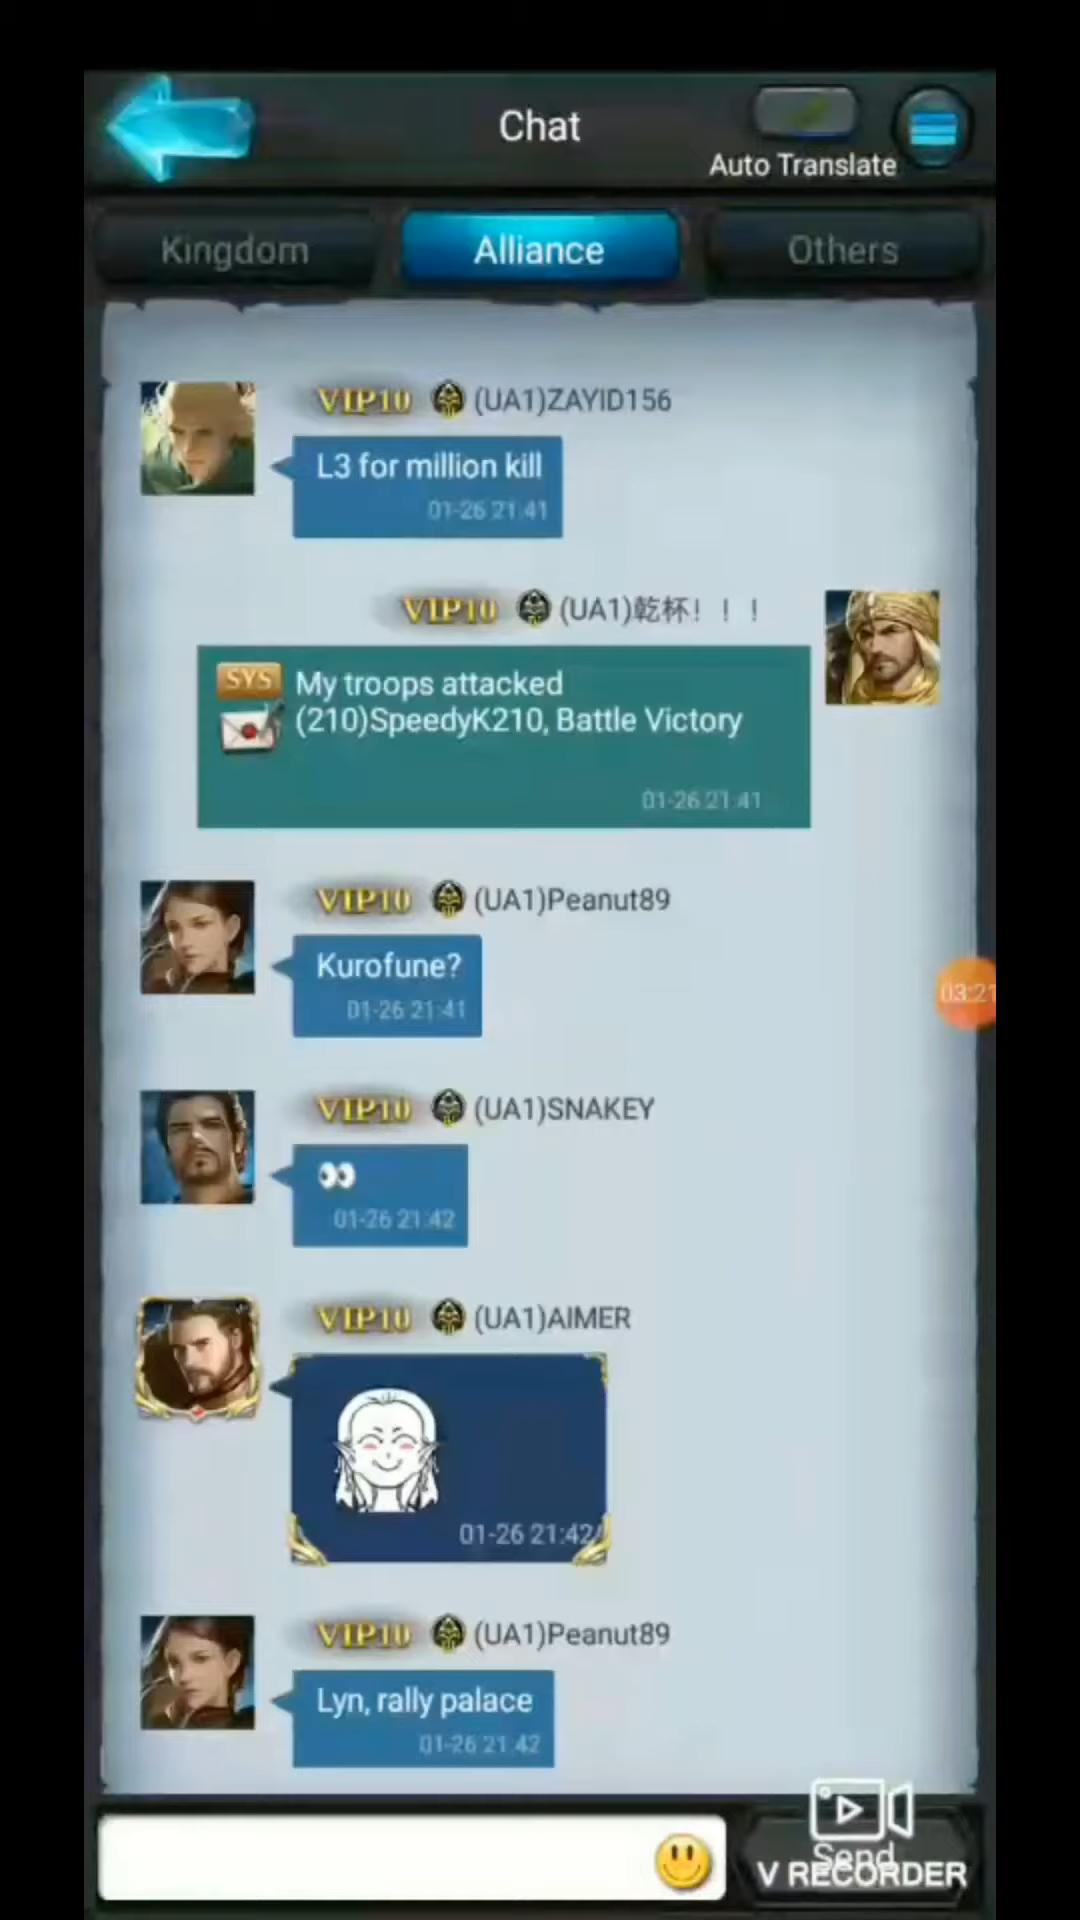 Chat
Auto Translate
Kingdom
Alliance
Others
VIP10 (UA1)ZAYID156
L3 for million kill
01-26 21:41
VIP10 (UA1)乾杯！！！
SYS
My troops attacked
(210)SpeedyK210, Battle Victory
01-26 21:41
VIP10 (UA1)Peanut89
Kurofune?
01-26 21:41
03:21
VIP10 (UA1)SNAKEY
👀
01-26 21:42
VIP10 (UA1)AIMER
01-26 21:42
VIP10 (UA1)Peanut89
Lyn, rally palace
01-26 21:42
Send
V RECORDER